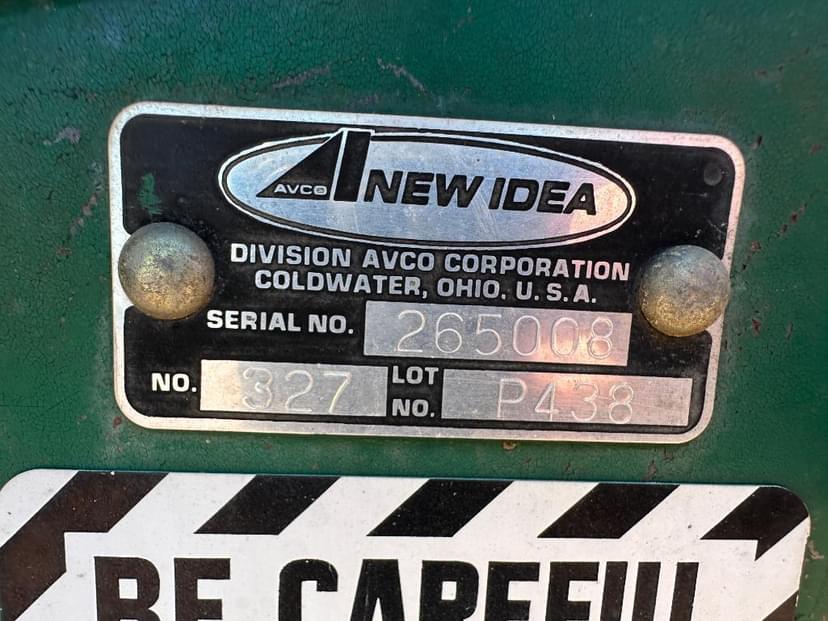 AVCO NEW IDEA
DIVISION AVCO CORPORATION
COLDWATER, OHIO, U.S.A.
SERIAL NO. 265008
NO. 327 LOT NO. P438
BE CAREFUL